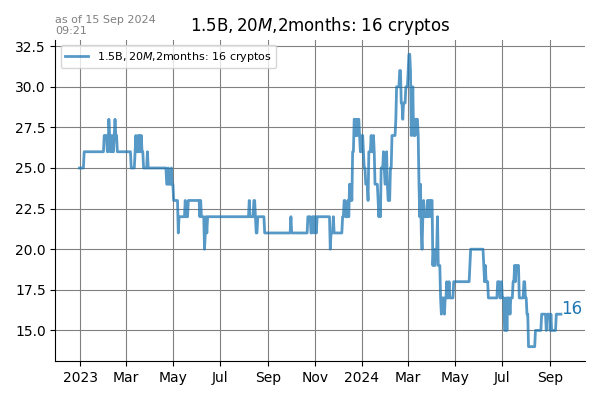 as of 15 Sep 2024
09:21
1.5B, 20M,2months: 16 cryptos
1.5B, 20M,2months: 16 cryptos
32.5
30.0
27.5
25.0
22.5
20.0
17.5
15.0
16
2023 Mar May Jul Sep Nov 2024 Mar May Jul Sep